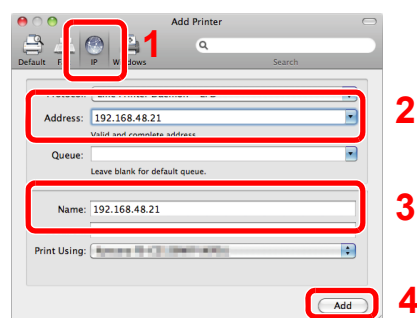 Add Printer
1
Default IP Windows Search
Address: 192.168.48.21
2
Valid and complete address.
Queue:
Leave blank for default queue.
Name: 192.168.48.21
3
Print Using:
Add
4